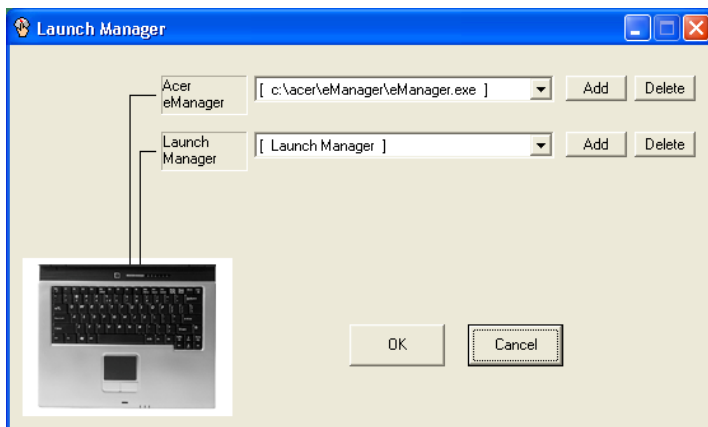 Launch Manager
Acer
eManager
[ c:\acer\eManager\eManager.exe ]
Add
Delete
Launch
Manager
[ Launch Manager ]
Add
Delete
OK
Cancel